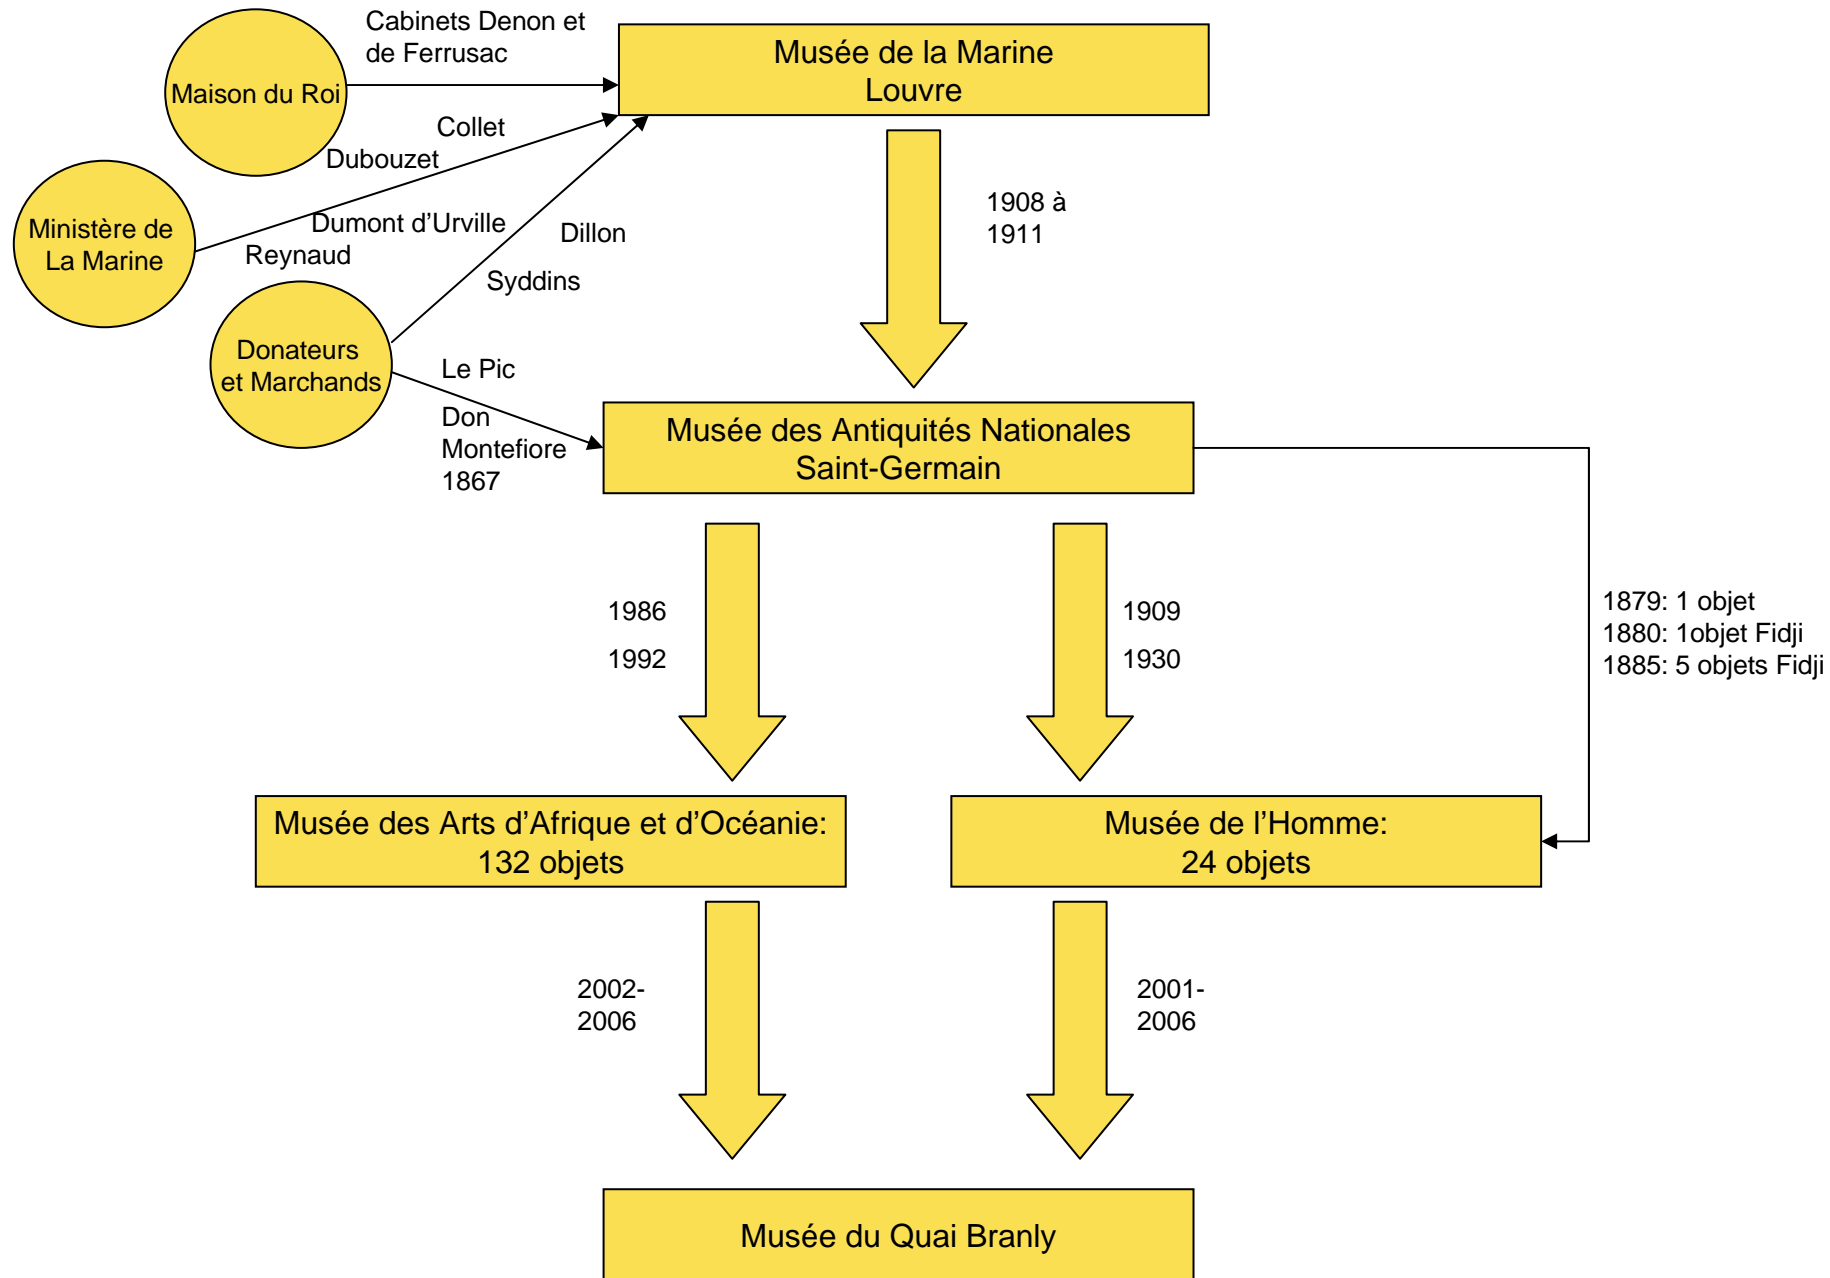 Cabinets Denon et
de Ferrusac
Musée de la Marine
Louvre
Maison du Roi
Collet
Dubouzet
Ministère de
La Marine
Dumont d’Urville
Reynaud
Dillon
Syddins
1908 à
1911
Donateurs
et Marchands
Le Pic
Don
Montefiore
1867
Musée des Antiquités Nationales
Saint-Germain
1986
1992
1909
1930
1879: 1 objet
1880: 1objet Fidji
1885: 5 objets Fidji
Musée des Arts d’Afrique et d’Océanie:
132 objets
Musée de l’Homme:
24 objets
2002-
2006
2001-
2006
Musée du Quai Branly